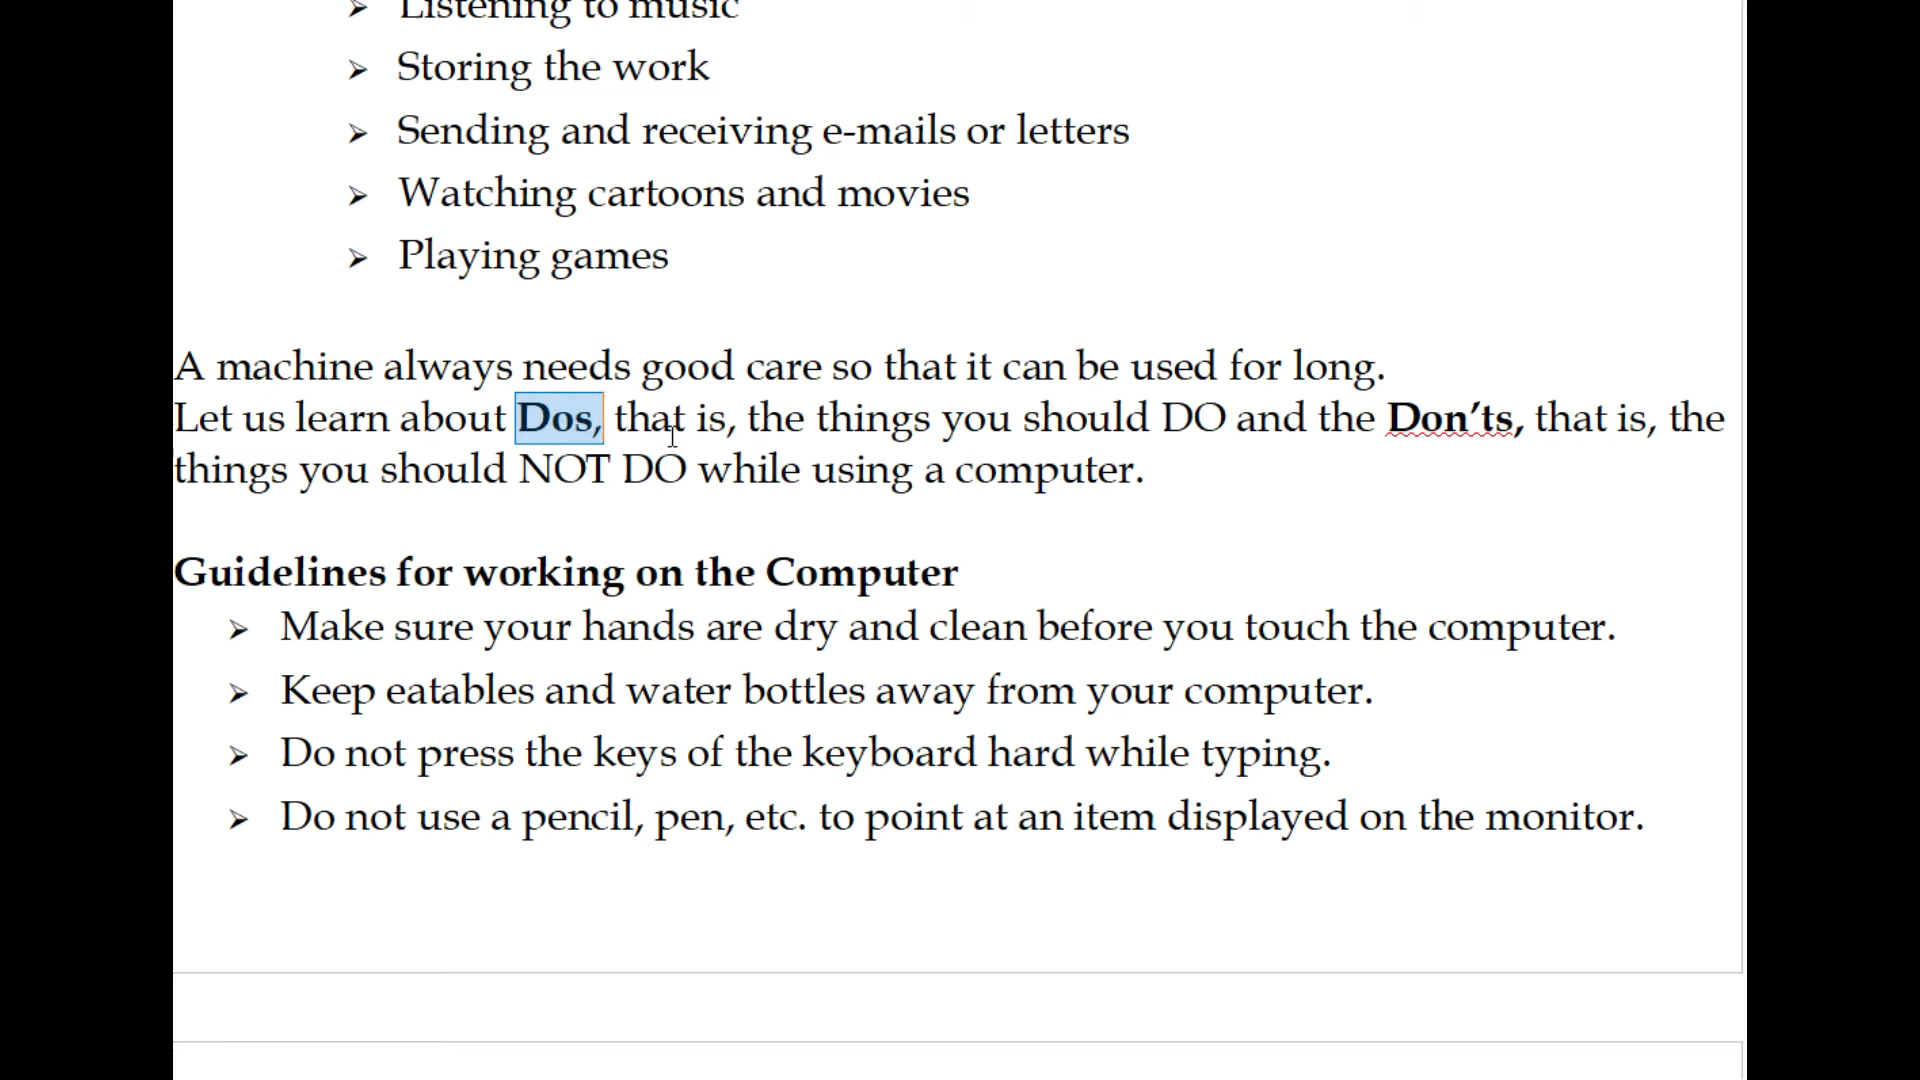 ➢ Listening to music
➢ Storing the work
➢ Sending and receiving e-mails or letters
➢ Watching cartoons and movies
➢ Playing games
A machine always needs good care so that it can be used for long.
Let us learn about Dos, that is, the things you should DO and the Don’ts, that is, the
things you should NOT DO while using a computer.
Guidelines for working on the Computer
➢ Make sure your hands are dry and clean before you touch the computer.
➢ Keep eatables and water bottles away from your computer.
➢ Do not press the keys of the keyboard hard while typing.
➢ Do not use a pencil, pen, etc. to point at an item displayed on the monitor.